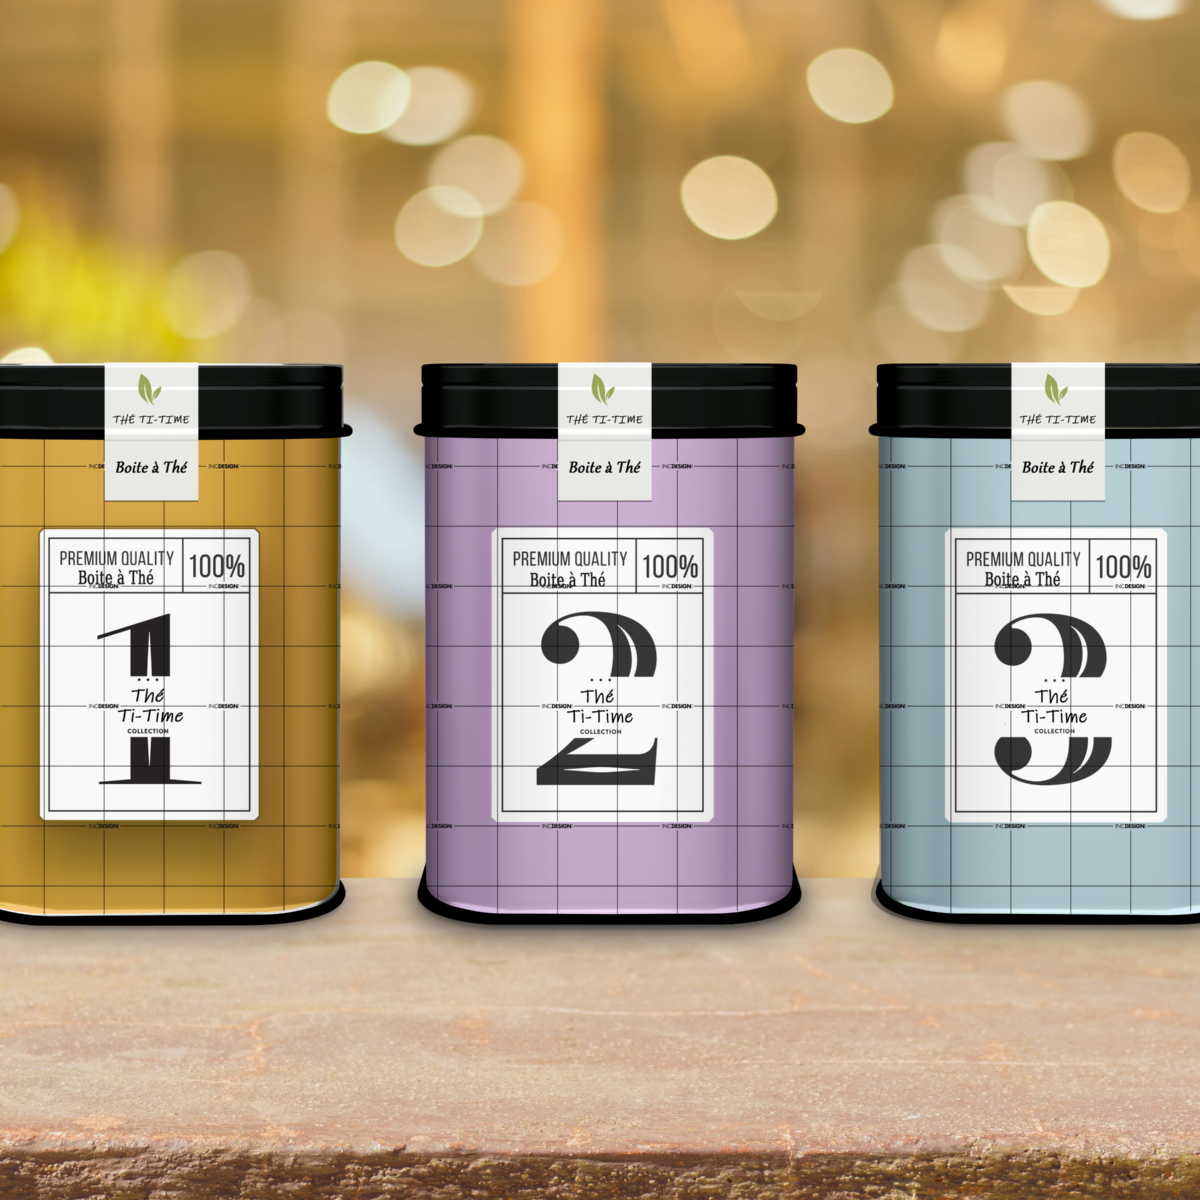 THÉ TI-TIME
Boite à Thé
PREMIUM QUALITY
Boite à Thé
100%
1
Thé
Ti-Time
COLLECTION
THÉ TI-TIME
Boite à Thé
PREMIUM QUALITY
Boite à Thé
100%
2
Thé
Ti-Time
COLLECTION
THÉ TI-TIME
Boite à Thé
PREMIUM QUALITY
Boite à Thé
100%
3
Thé
Ti-Time
COLLECTION